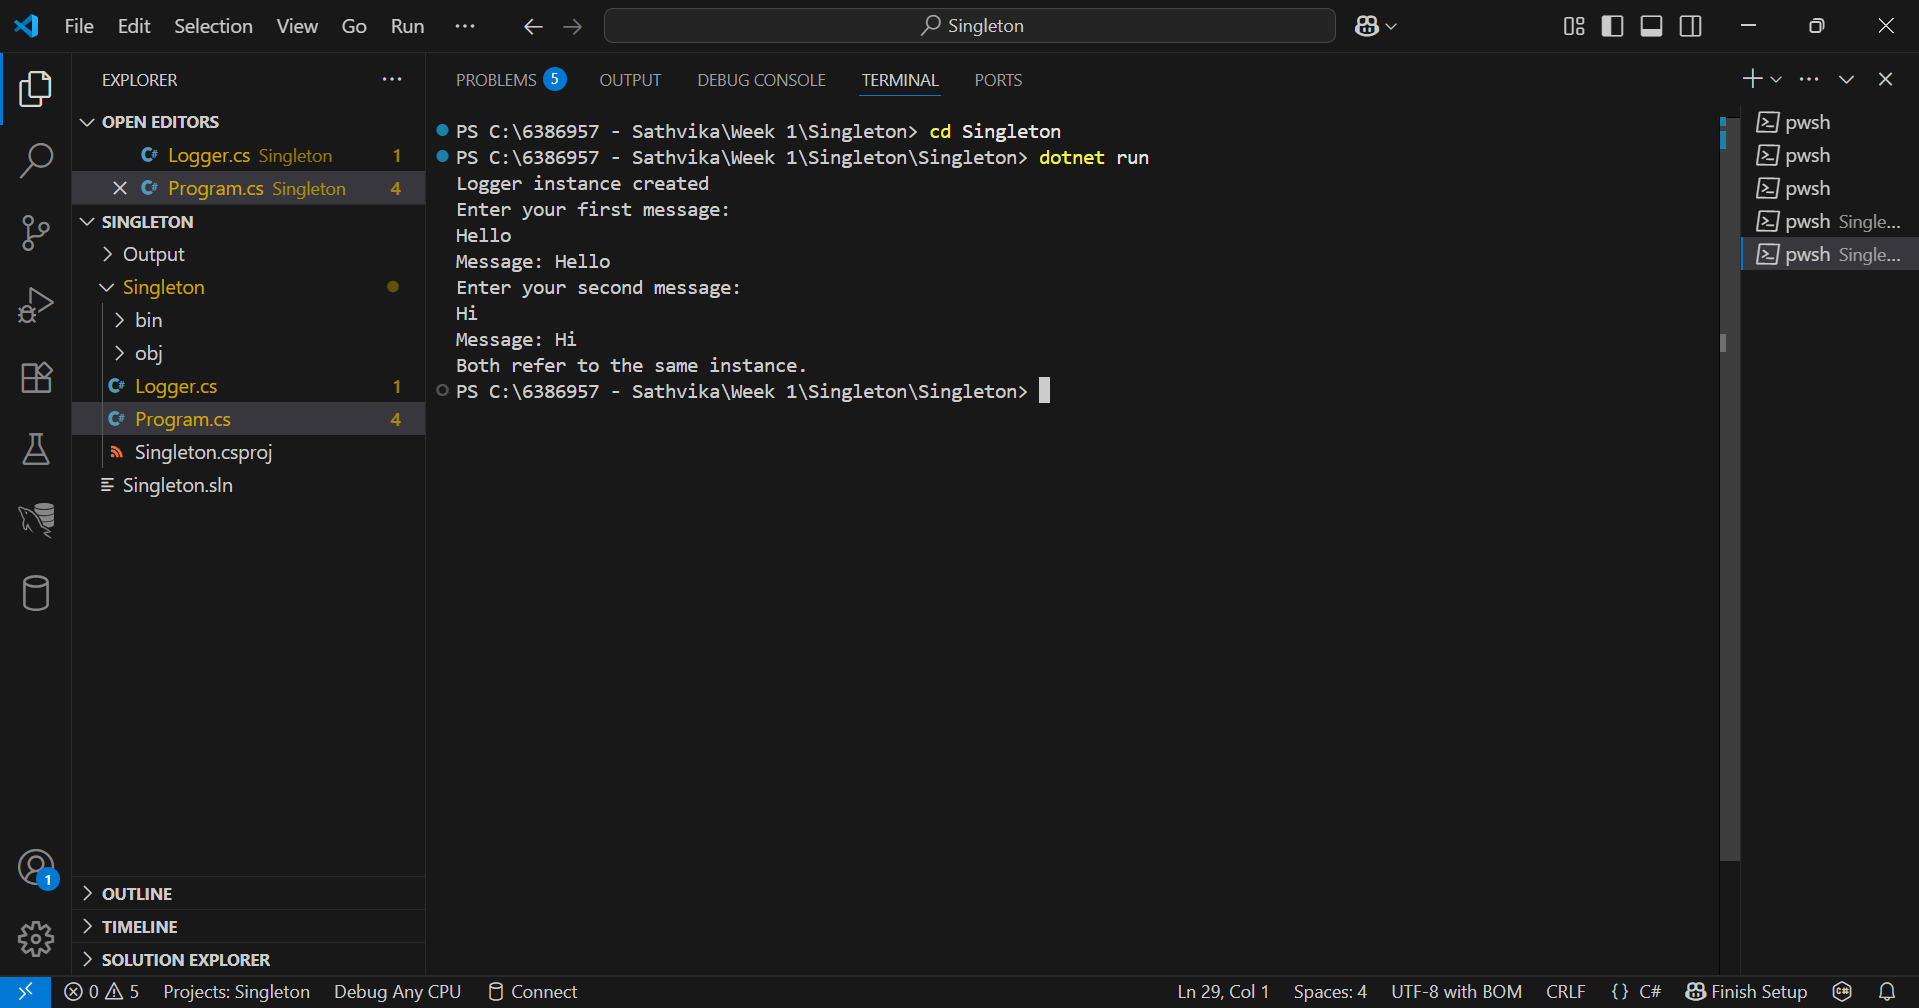 File Edit Selection View Go Run ··· Singleton
EXPLORER ···
OPEN EDITORS
Logger.cs Singleton 1
Program.cs Singleton 4
SINGLETON
Output
Singleton
bin
obj
Logger.cs 1
Program.cs 4
Singleton.csproj
Singleton.sln
OUTLINE
TIMELINE
SOLUTION EXPLORER
1
PROBLEMS 5 OUTPUT DEBUG CONSOLE TERMINAL PORTS
PS C:\6386957 - Sathvika\Week 1\Singleton> cd Singleton
PS C:\6386957 - Sathvika\Week 1\Singleton\Singleton> dotnet run
Logger instance created
Enter your first message:
Hello
Message: Hello
Enter your second message:
Hi
Message: Hi
Both refer to the same instance.
PS C:\6386957 - Sathvika\Week 1\Singleton\Singleton>
pwsh
pwsh
pwsh
pwsh Single...
pwsh Single...
0 5 Projects: Singleton Debug Any CPU Connect Ln 29, Col 1 Spaces: 4 UTF-8 with BOM CRLF {} C# Finish Setup